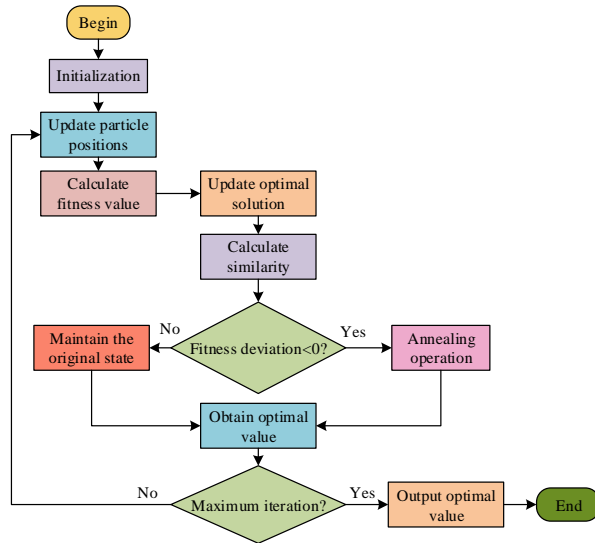 Begin
Initialization
Update particle
positions
Calculate
fitness value
Update optimal
solution
Calculate
similarity
No
Yes
Maintain the
original state
Fitness deviation<0?
Annealing
operation
Obtain optimal
value
No
Yes
Maximum iteration?
Output optimal
value
End